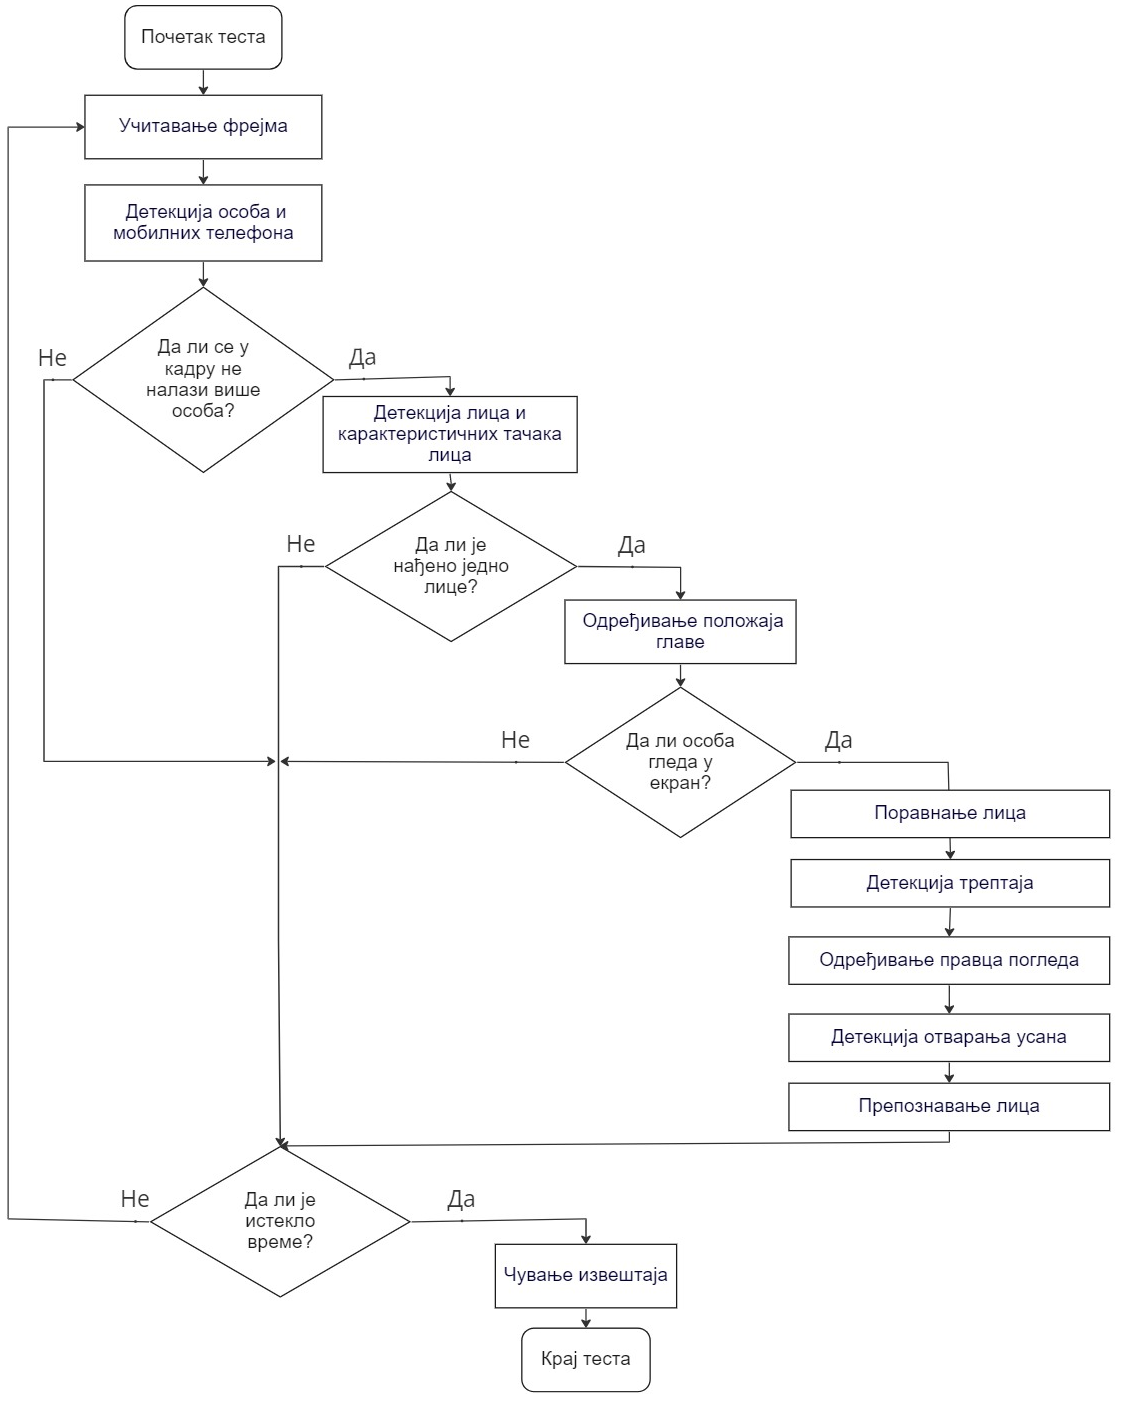 Почетак теста
Учитавање фрејма
Детекција особа и
мобилних телефона
Да ли се у
кадру не
налази више
особа?
Не
Да
Детекција лица и
карактеристичних тачака
лица
Да ли је
нађено једно
лице?
Не
Да
Одређивање положаја
главе
Да ли особа
гледа у
екран?
Не
Да
Поравнање лица
Детекција трептаја
Одређивање правца погледа
Детекција отварања усана
Препознавање лица
Да ли је
истекло
време?
Не
Да
Чување извештаја
Крај теста